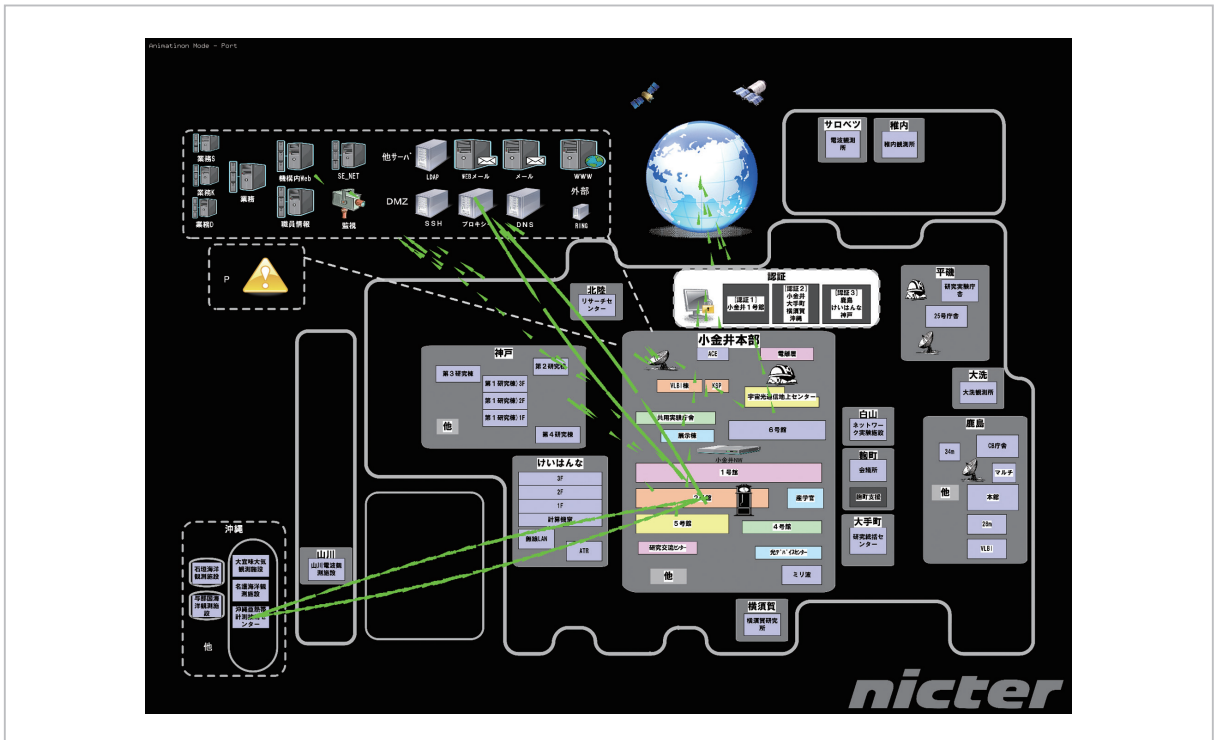 Animatinon Mode - Port
業務S
業務K
業務D
業務
機構内Web
職員情報
SE_NET
監視
他サーバ
DMZ
LDAP
WEBメール
メール
WWW
外部
SSH
プロキシー
DNS
RING
P
サロベツ
電波観測
所
稚内
稚内観測所
北陸
リサーチセ
ンター
認証
[認証1]
小金井1号館
[認証2]
小金井
大手町
横須賀
沖縄
[認証3]
鹿島
けいはんな
神戸
平磯
研究実験庁
舎
25号庁舎
大洗
大洗観測所
神戸
第3研究棟
第2研究棟
第1研究棟3F
第1研究棟2F
第1研究棟1F
第4研究棟
他
けいはんな
3F
2F
1F
計算機室
無線LAN
ATR
小金井本部
ACE
電離層
VLBI棟
KSP
宇宙光通信地上センター
共用実験庁舎
展示棟
6号館
小金井NW
1号館
2号館
産学官
5号館
4号館
研究交流センター
光デバイスセンター
他
ミリ波
白山
ネットワー
ク実験施設
麹町
会議所
麹町支援
大手町
研究統括セ
ンター
鹿島
34m
C8庁舎
マルチ
他
本館
26m
VLBI
横須賀
横須賀研究
所
山川
山川電波観
測施設
沖縄
石垣海洋
観測施設
与那国海
洋観測施
設
他
大宜味大気
観測施設
名護海洋観
測施設
沖縄亜熱帯
計測技術セ
ンター
nicter